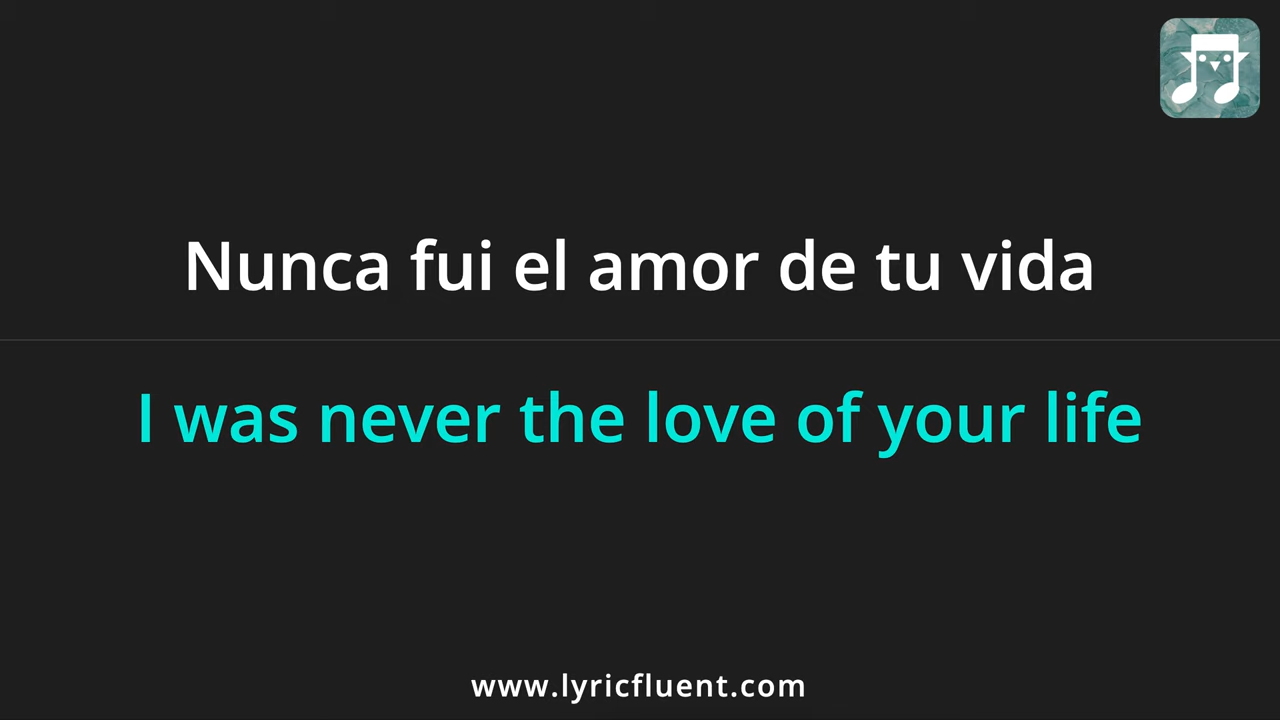 Nunca fui el amor de tu vida
I was never the love of your life
www.lyricfluent.com